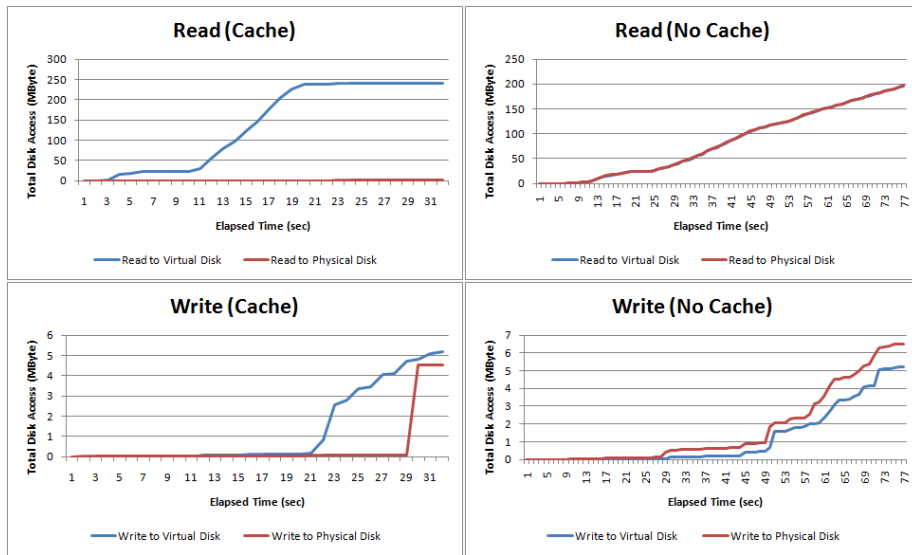 Read (Cache)
Total Disk Access (MByte)
300
250
200
150
100
50
0
1 3 5 7 9 11 13 15 17 19 21 23 25 27 29 31
Elapsed Time (sec)
Read to Virtual Disk Read to Physical Disk
Read (No Cache)
Total Disk Access (MByte)
250
200
150
100
50
0
1 5 9 13 17 21 25 29 33 37 41 45 49 53 57 61 65 69 73 77
Elapsed Time (sec)
Read to Virtual Disk Read to Physical Disk
Write (Cache)
Total Disk Access (MByte)
6
5
4
3
2
1
0
1 3 5 7 9 11 13 15 17 19 21 23 25 27 29 31
Elapsed Time (sec)
Write to Virtual Disk Write to Physical Disk
Write (No Cache)
Total Disk Access (MByte)
7
6
5
4
3
2
1
0
1 5 9 13 17 21 25 29 33 37 41 45 49 53 57 61 65 69 73 77
Elapsed Time (sec)
Write to Virtual Disk Write to Physical Disk